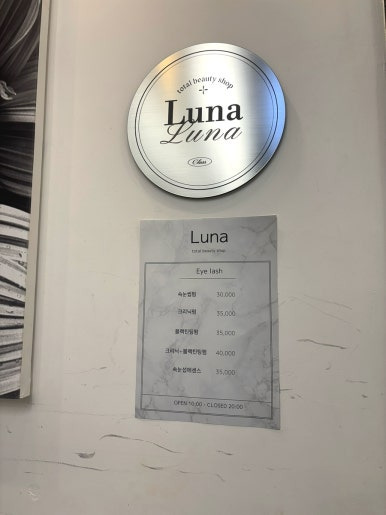 total beauty shop
Luna
Luna
Luna
total beauty shop
Eye lash
속눈썹펌 30,000
크리닉펌 35,000
블랙틴팅펌 35,000
크리닉+블랙틴팅펌 40,000
속눈썹에센스 35,000
OPEN 10:00 - CLOSED 20:00